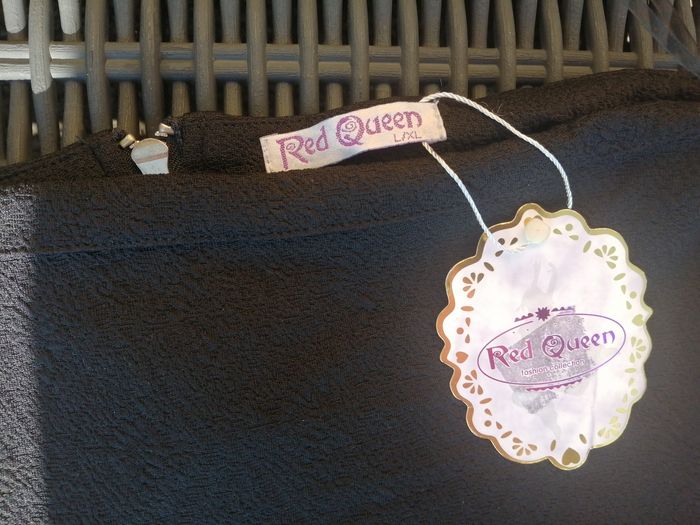 Red Queen
L/XL
Red Queen
fashion collection